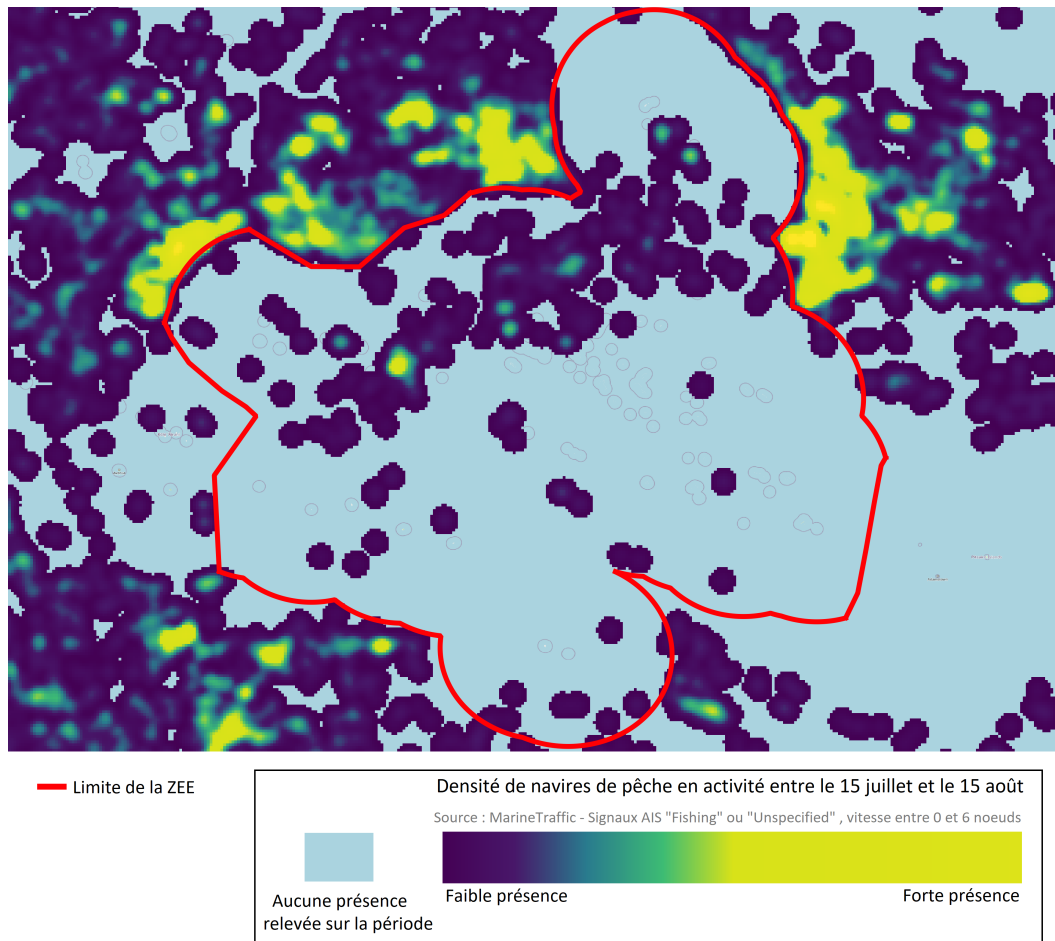 Limite de la ZEE
Densité de navires de pêche en activité entre le 15 juillet et le 15 août
Source : MarineTraffic - Signaux AIS "Fishing" ou "Unspecified" , vitesse entre 0 et 6 noeuds
Aucune présence
relevée sur la période
Faible présence
Forte présence